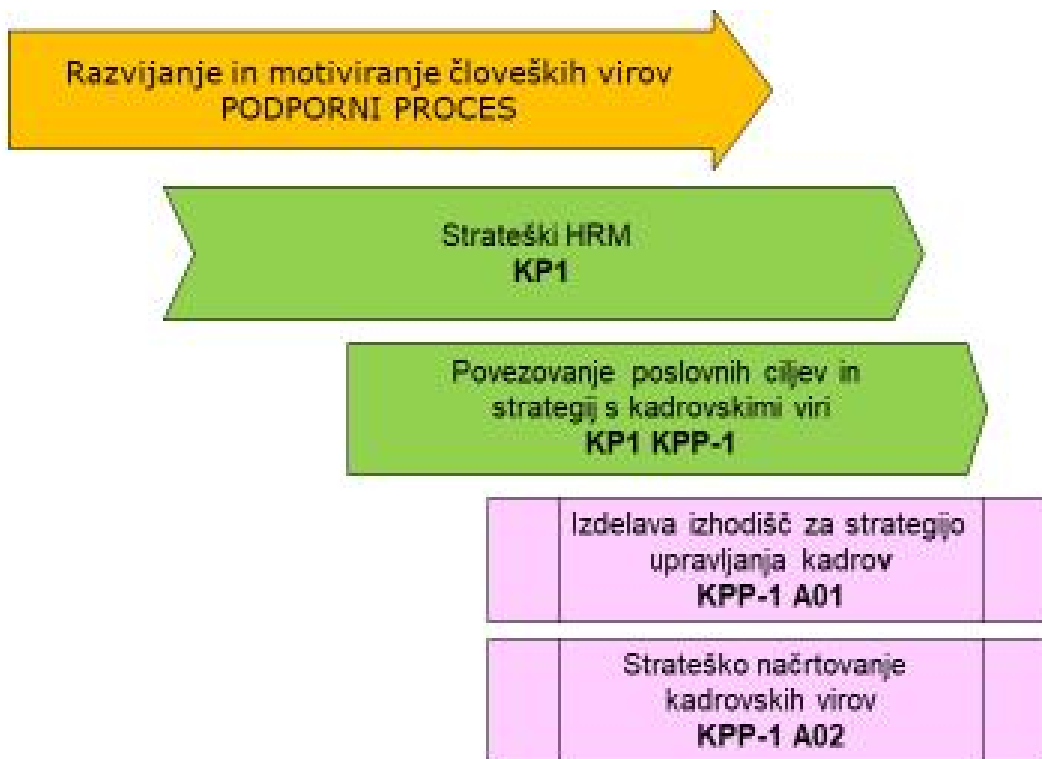 Razvijanje in motiviranje človeških virov
PODPORNI PROCES
Strateški HRM
KP1
Povezovanje poslovnih ciljev in
strategij s kadrovskimi viri
KP1 KPP-1
Izdelava izhodišč za strategijo
upravljanja kadrov
KPP-1 A01
Strateško načrtovanje
kadrovskih virov
KPP-1 A02